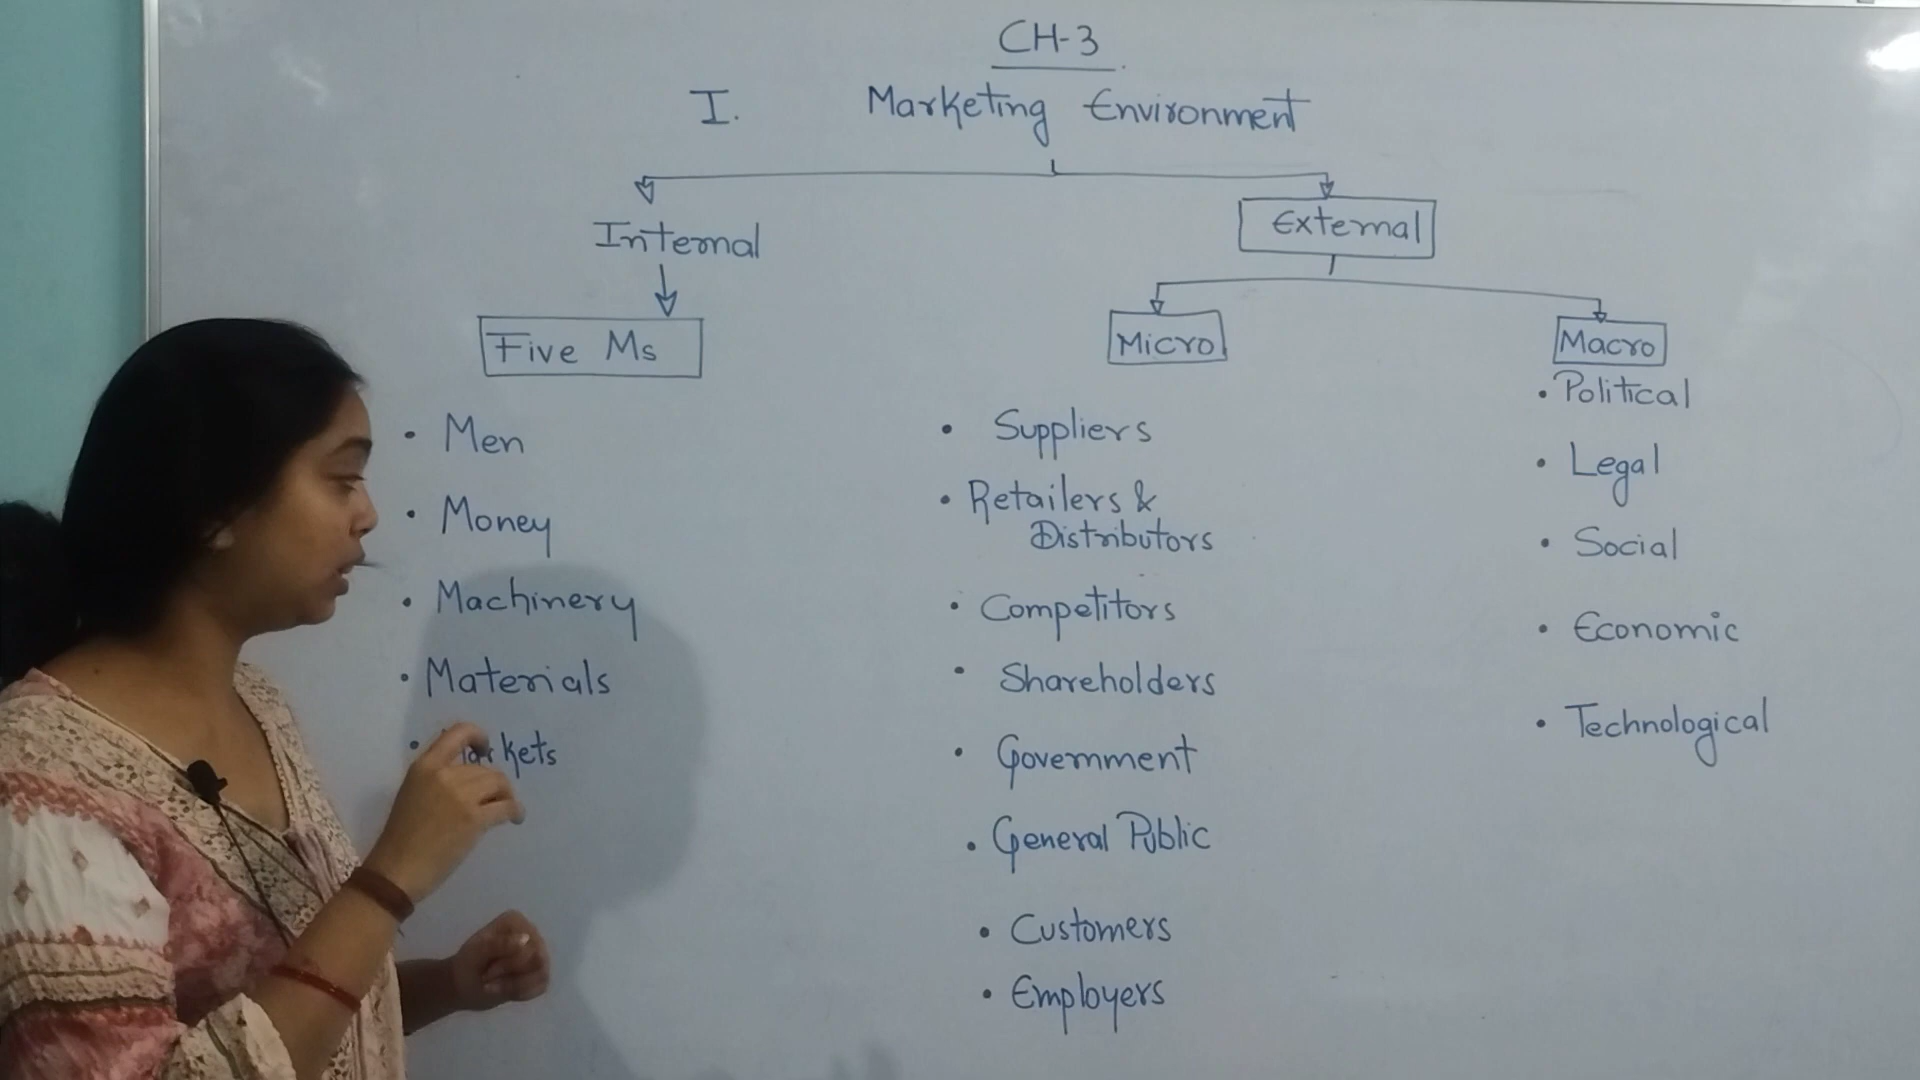 CH-3
I. Marketing Environment
Internal
External
Five Ms
Micro
Macro
• Men
• Money
• Machinery
• Materials
• Markets
• Suppliers
• Retailers &
Distributors
• Competitors
• Shareholders
• Government
• General Public
• Customers
• Employers
• Political
• Legal
• Social
• Economic
• Technological